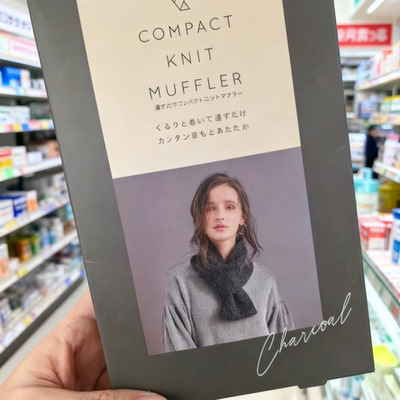 COMPACT
KNIT
MUFFLER
通すだけコンパクトニットマフラー
くるりと巻いて通すだけ
カンタン首もとあたたか
Charcoal